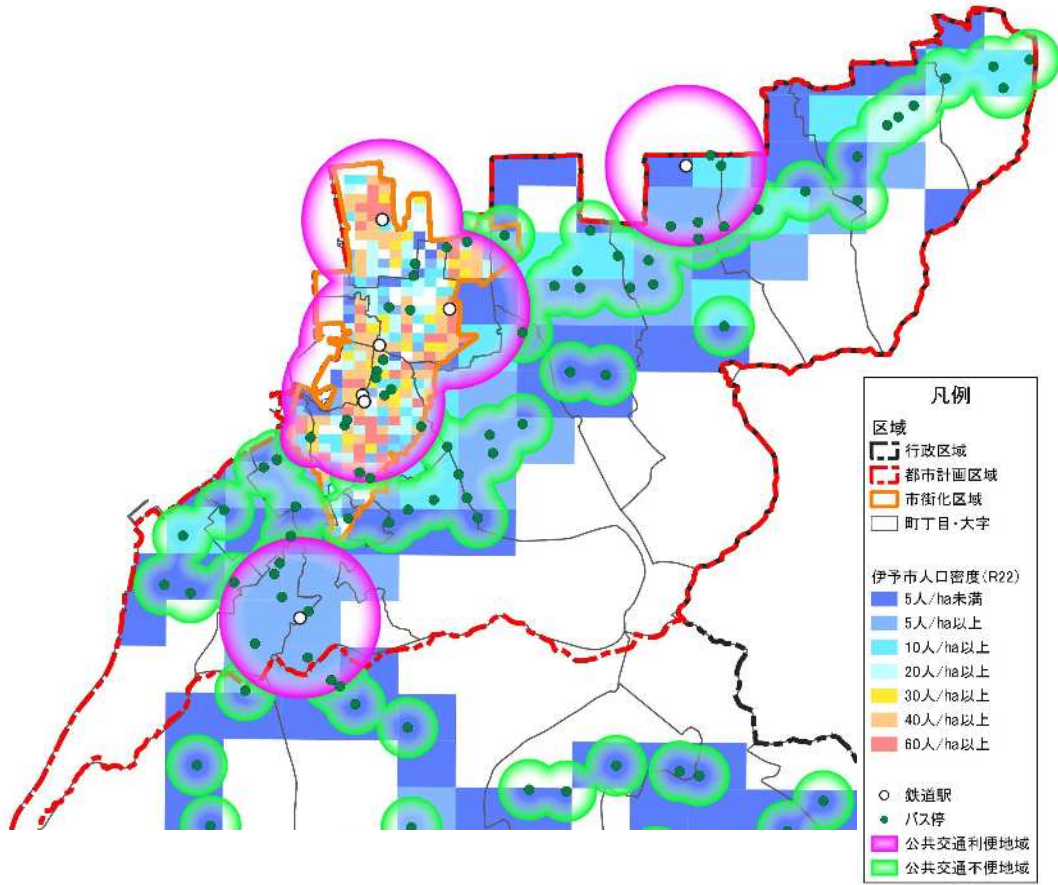 凡例
区域
行政区域
都市計画区域
市街化区域
町丁目・大字
伊予市人口密度(R22)
5人/ha未満
5人/ha以上
10人/ha以上
20人/ha以上
30人/ha以上
40人/ha以上
60人/ha以上
鉄道駅
バス停
公共交通利便地域
公共交通不便地域